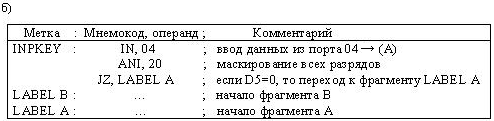 б)
Метка : Мнемокод, операнд ; Комментарий
INPKEY : IN, 04 ; ввод данных из порта 04 → (A)
ANI, 20 ; маскирование всех разрядов
JZ, LABEL A ; если D5=0, то переход к фрагменту LABEL A
LABEL B : ... ; начало фрагмента B
LABEL A : ... ; начало фрагмента A